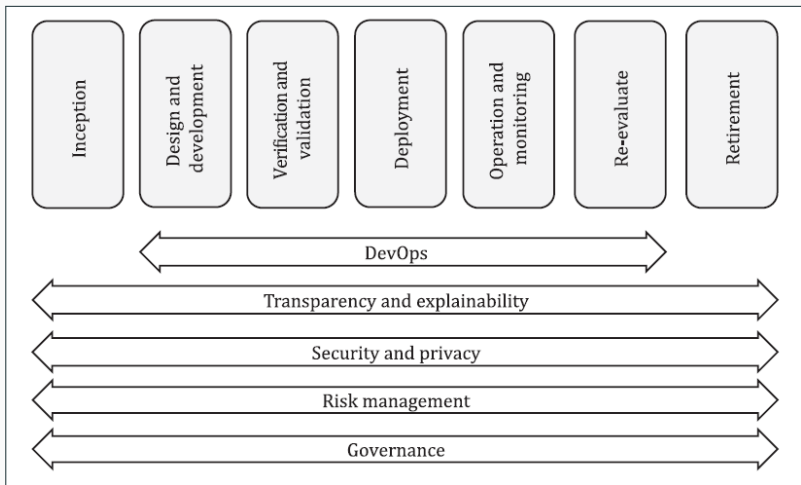 Inception
Design and
development
Verification and
validation
Deployment
Operation and
monitoring
Re-evaluate
Retirement
DevOps
Transparency and explainability
Security and privacy
Risk management
Governance